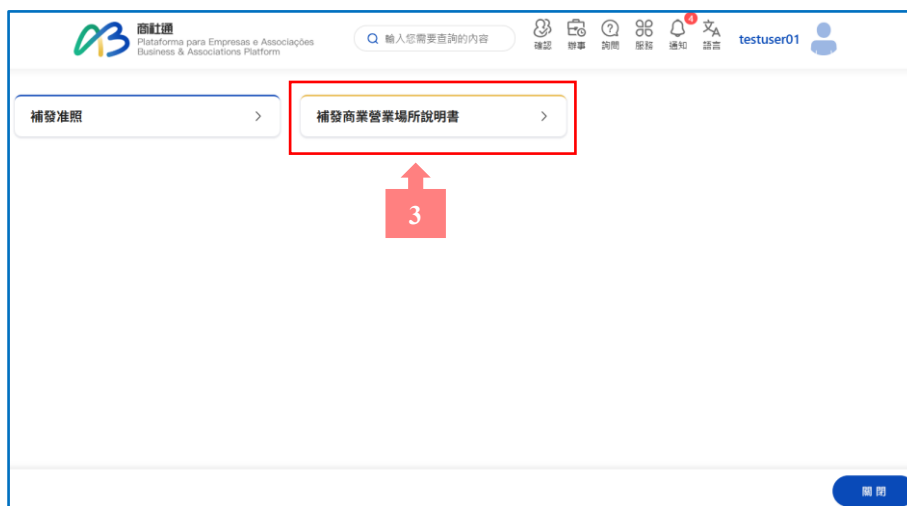 商社通
Plataforma para Empresas e Associações
Business & Associations Platform
輸入您需要查詢的內容
確認
辦事
詢問
服務
4
通知
語言
testuser01
補發准照
補發商業營業場所說明書
3
關閉